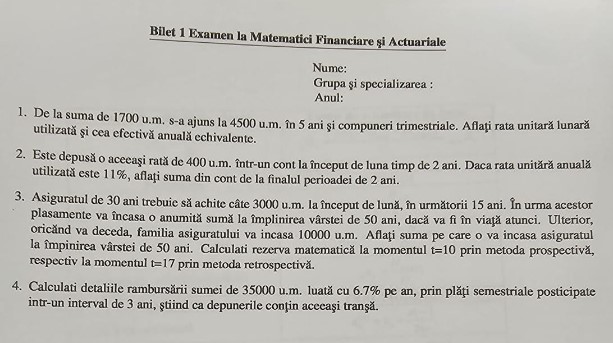 Bilet 1 Examen la Matematici Financiare şi Actuariale
Nume:
Grupa şi specializarea :
Anul:
1. De la suma de 1700 u.m. s-a ajuns la 4500 u.m. în 5 ani şi compuneri trimestriale. Aflaţi rata unitară lunară
utilizată şi cea efectivă anuală echivalente.
2. Este depusă o aceeaşi rată de 400 u.m. într-un cont la început de luna timp de 2 ani. Daca rata unitără anuală
utilizată este 11%, aflaţi suma din cont de la finalul perioadei de 2 ani.
3. Asiguratul de 30 ani trebuie să achite câte 3000 u.m. la început de lună, în următorii 15 ani. În urma acestor
plasamente va încasa o anumită sumă la împlinirea vârstei de 50 ani, dacă va fi în viaţă atunci. Ulterior,
oricând va deceda, familia asiguratului va incasa 10000 u.m. Aflaţi suma pe care o va incasa asiguratul
la împinirea vârstei de 50 ani. Calculati rezerva matematică la momentul t=10 prin metoda prospectivă,
respectiv la momentul t=17 prin metoda retrospectivă.
4. Calculati detaliile rambursării sumei de 35000 u.m. luată cu 6.7% pe an, prin plăţi semestriale posticipate
intr-un interval de 3 ani, ştiind ca depunerile conţin aceeaşi tranşă.